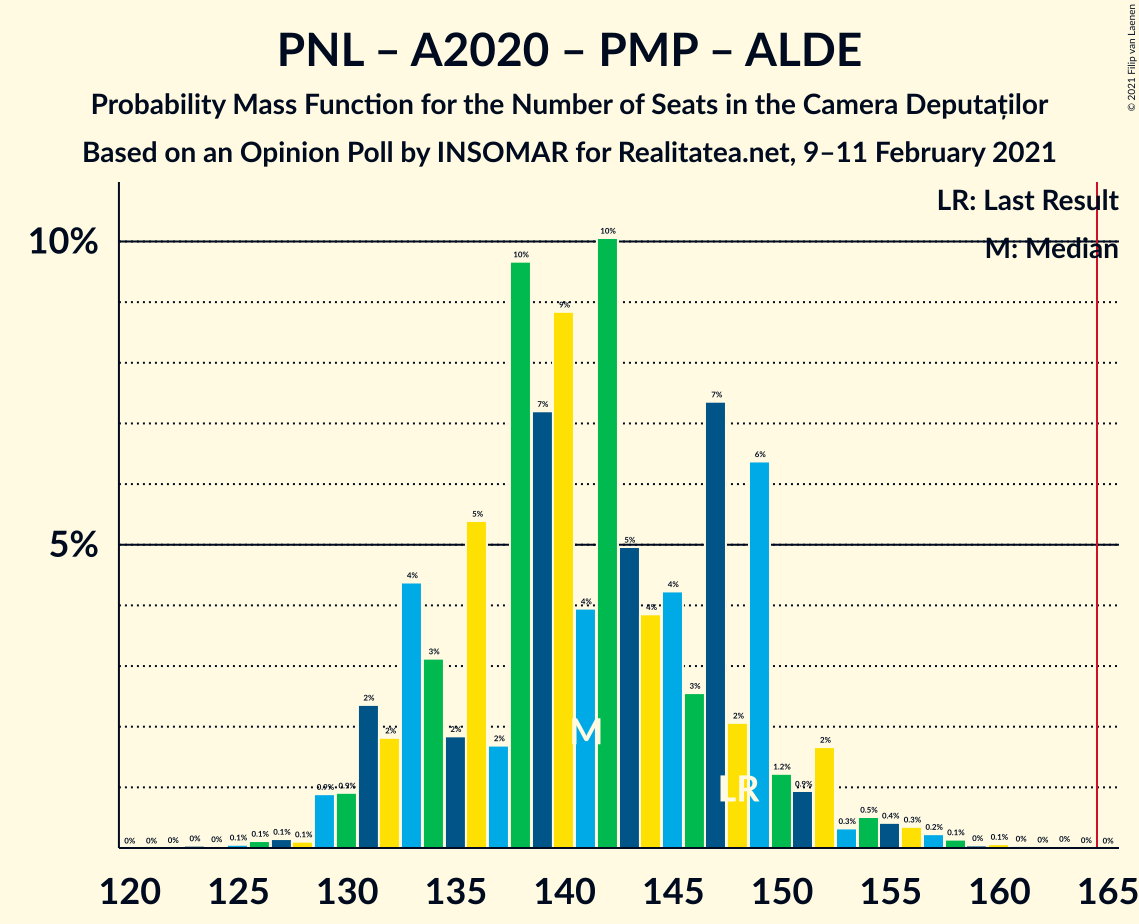 PNL – A2020 – PMP – ALDE
Probability Mass Function for the Number of Seats in the Camera Deputaților
Based on an Opinion Poll by INSOMAR for Realitatea.net, 9–11 February 2021
© 2021 Filip van Laenen
LR: Last Result
M: Median
10%
5%
0% 0% 0% 0% 0% 0.1% 0.1% 0.1% 0.1% 0.9% 0.9% 2% 2% 4% 3% 2% 5% 2% 10% 7% 9% 4% 10% 5% 4% 4% 3% 7% 2% 6% 1.2% 0.9% 2% 0.3% 0.5% 0.4% 0.3% 0.2% 0.1% 0% 0.1% 0% 0% 0% 0% 0%
M
LR
120 125 130 135 140 145 150 155 160 165